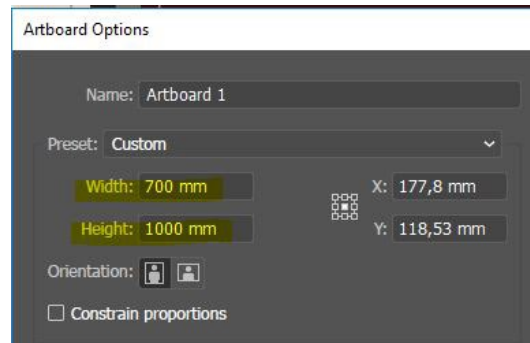 Artboard Options
Name: Artboard 1
Preset: Custom
Width: 700 mm X: 177,8 mm
Height: 1000 mm Y: 118,53 mm
Orientation:
Constrain proportions